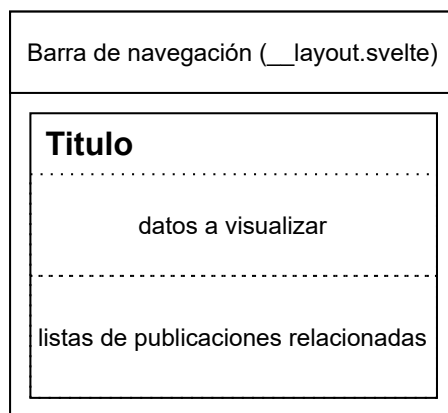 Barra de navegación (__layout.svelte)
Titulo
datos a visualizar
listas de publicaciones relacionadas